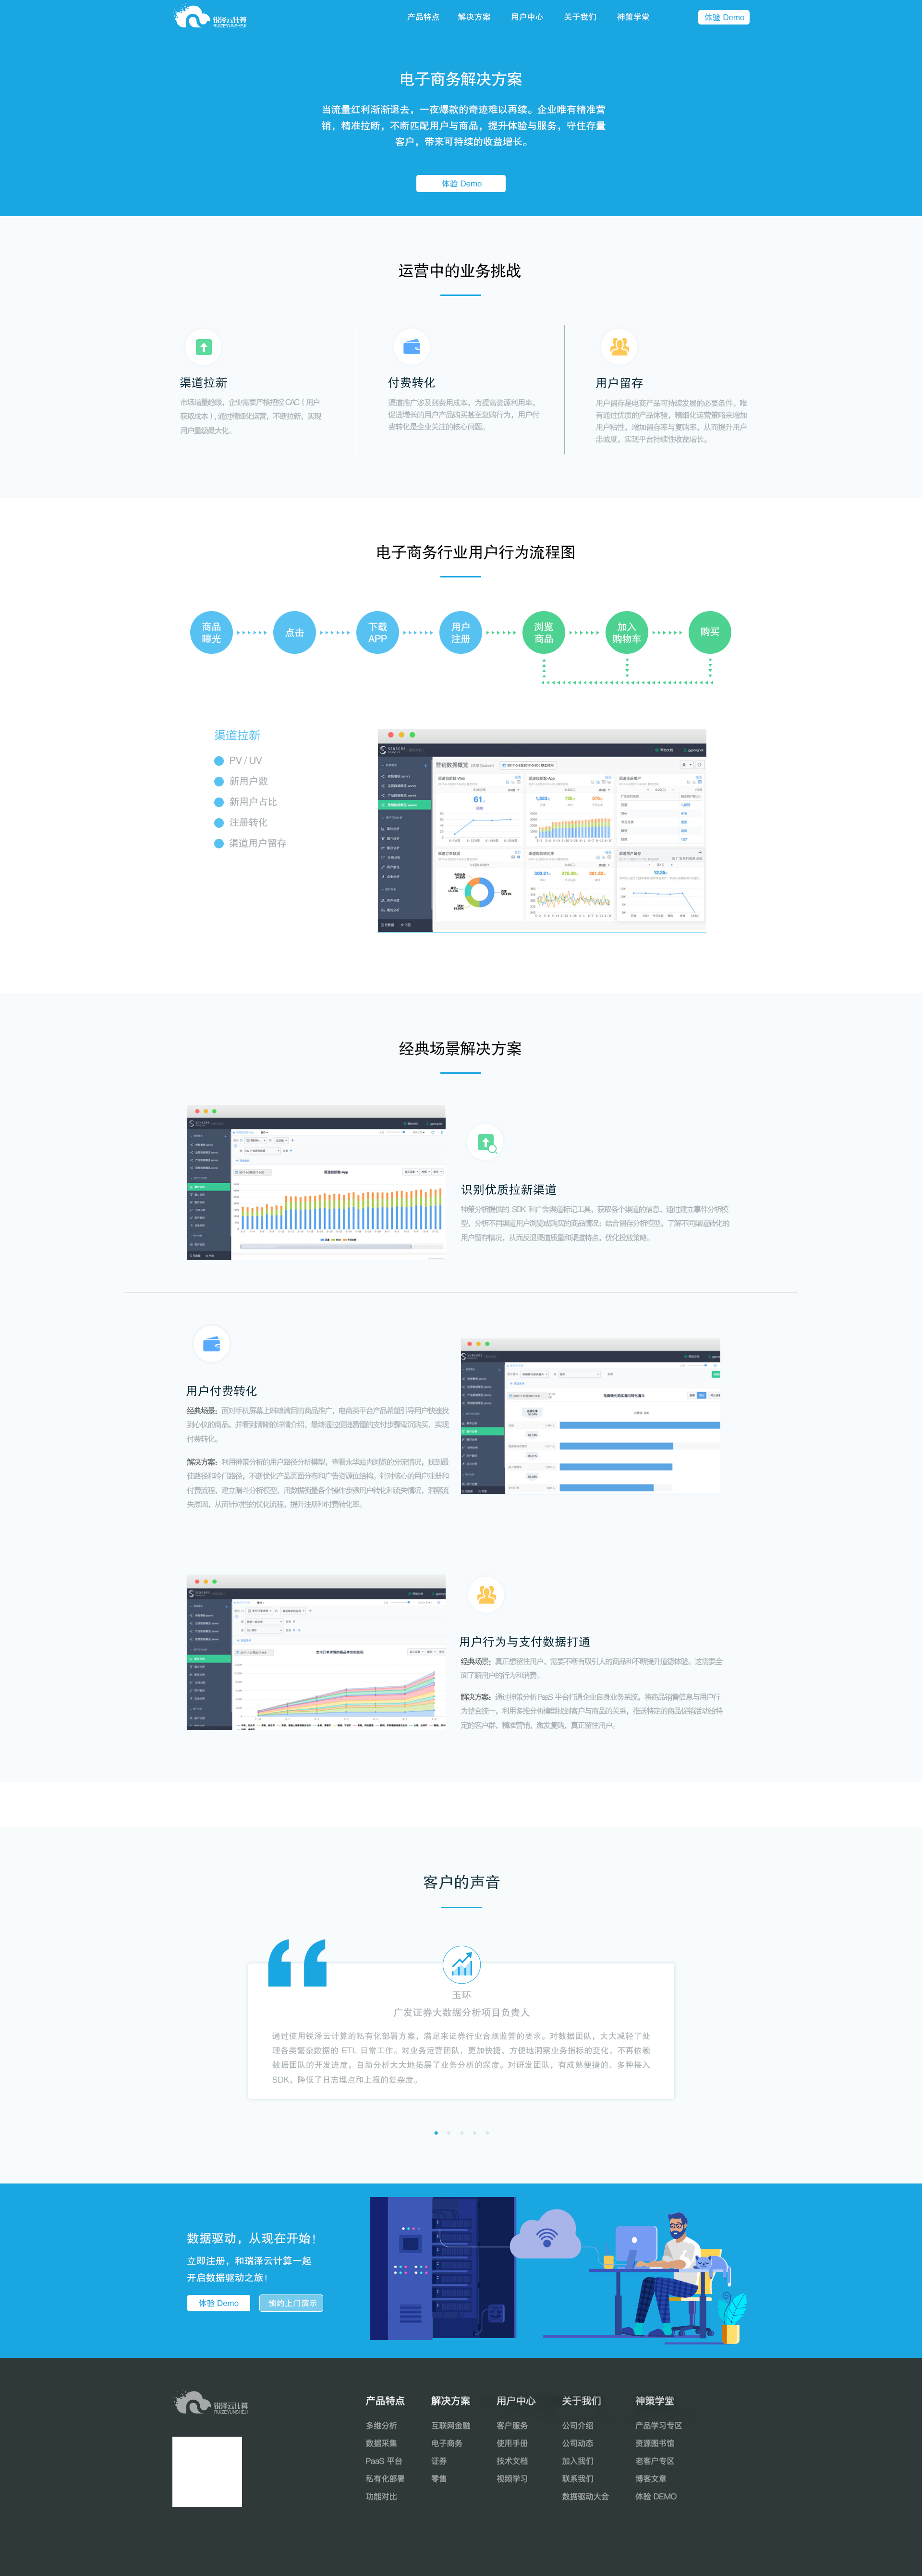 锐泽云计算
RUIZEYUNSHEJI
产品特点 解决方案 用户中心 关于我们 神策学堂
体验 Demo
电子商务解决方案
当流量红利渐渐退去，一夜爆款的奇迹难以再续。企业唯有精准营
销，精准拉断，不断匹配用户与商品，提升体验与服务，守住存量
客户，带来可持续的收益增长。
体验 Demo
运营中的业务挑战
渠道拉新
市场增量趋缓，企业需要严格把控 CAC（用户
获取成本），通过精细化运营，不断拉新，实现
用户量级最大化。
付费转化
渠道推广涉及到费用成本，为提高资源利用率，
促进增长的用户产品购买甚至复购行为，用户付
费转化是企业关注的核心问题。
用户留存
用户留存是电商产品可持续发展的必要条件。唯
有通过优质的产品体验，精细化运营策略来增加
用户粘性，增加留存率与复购率，从而提升用户
忠诚度，实现平台持续性收益增长。
电子商务行业用户行为流程图
商品
曝光
点击
下载
APP
用户
注册
浏览
商品
加入
购物车
购买
渠道拉新
PV / UV
新用户数
新用户占比
注册转化
渠道用户留存
营销数据概览
经典场景解决方案
渠道拉新数-App
识别优质拉新渠道
神策分析提供的 SDK 和广告渠道标记工具，获取各个渠道的信息，通过建立事件分析模
型，分析不同渠道用户浏览或购买的商品情况；结合留存分析模型，了解不同渠道转化的
用户留存情况，从而反馈渠道质量和渠道特点，优化投放策略。
用户付费转化
经典场景：面对手机屏幕上琳琅满目的商品推广，电商类平台产品希望引导用户快速找
到心仪的商品，并看到清晰的详情介绍，最终通过便捷易懂的支付步骤完沉购买，实现
付费转化。
解决方案：利用神策分析的用户路径分析模型，查看永华站内浏览的分流情况，找到最
佳路径和冷门路径，不断优化产品页面分布和广告资源位结构。针对核心的用户注册和
付费流程，建立漏斗分析模型，用数据衡量各个操作步骤用户转化和流失情况，洞察流
失原因，从而针对性的优化流程，提升注册和付费转化率。
用户行为与支付数据打通
经典场景：真正想留住用户，需要不断有吸引人的商品和不断提升道德体验。这需要全
面了解用户的行为和消费。
解决方案：通过神策分析 PaaS 平台打通企业自身业务系统，将商品销售信息与用户行
为整合统一，利用多维分析模型找到客户与商品的关系，推送特定的商品促销活动给特
定的客户群，精准营销，激发复购，真正留住用户。
客户的声音
玉环
广发证券大数据分析项目负责人
通过使用锐泽云计算的私有化部署方案，满足来证券行业合规监管的要求。对数据团队，大大减轻了处
理各类繁杂数据的 ETL 日常工作。对业务运营团队，更加快捷、方便地洞察业务指标的变化，不再依赖
数据团队的开发进度，自助分析大大地拓展了业务分析的深度。对研发团队，有成熟便捷的、多种接入
SDK，降低了日志埋点和上报的复杂度。
数据驱动，从现在开始！
立即注册，和瑞泽云计算一起
开启数据驱动之旅！
体验 Demo 预约上门演示
锐泽云计算
RUIZEYUNSHEJI
产品特点 解决方案 用户中心 关于我们 神策学堂
多维分析 互联网金融 客户服务 公司介绍 产品学习专区
数据采集 电子商务 使用手册 公司动态 资源图书馆
PaaS 平台 证券 技术文档 加入我们 老客户专区
私有化部署 零售 视频学习 联系我们 博客文章
功能对比 数据驱动大会 体验 DEMO